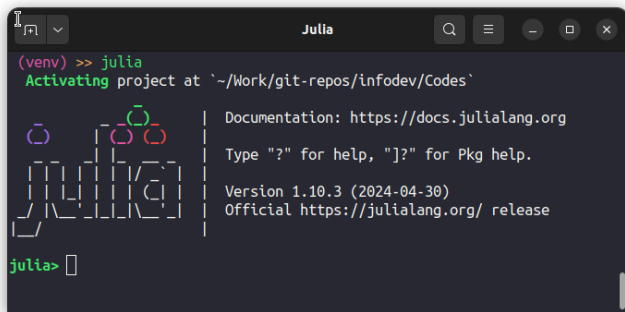 Julia
(venv) >> julia
Activating project at `~/Work/git-repos/infodev/Codes`
Documentation: https://docs.julialang.org
Type "?" for help, "]?" for Pkg help.
Version 1.10.3 (2024-04-30)
Official https://julialang.org/ release
julia>